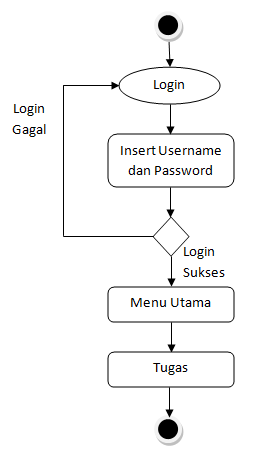 Login
Login
Gagal
Insert Username
dan Password
Login
Sukses
Menu Utama
Tugas